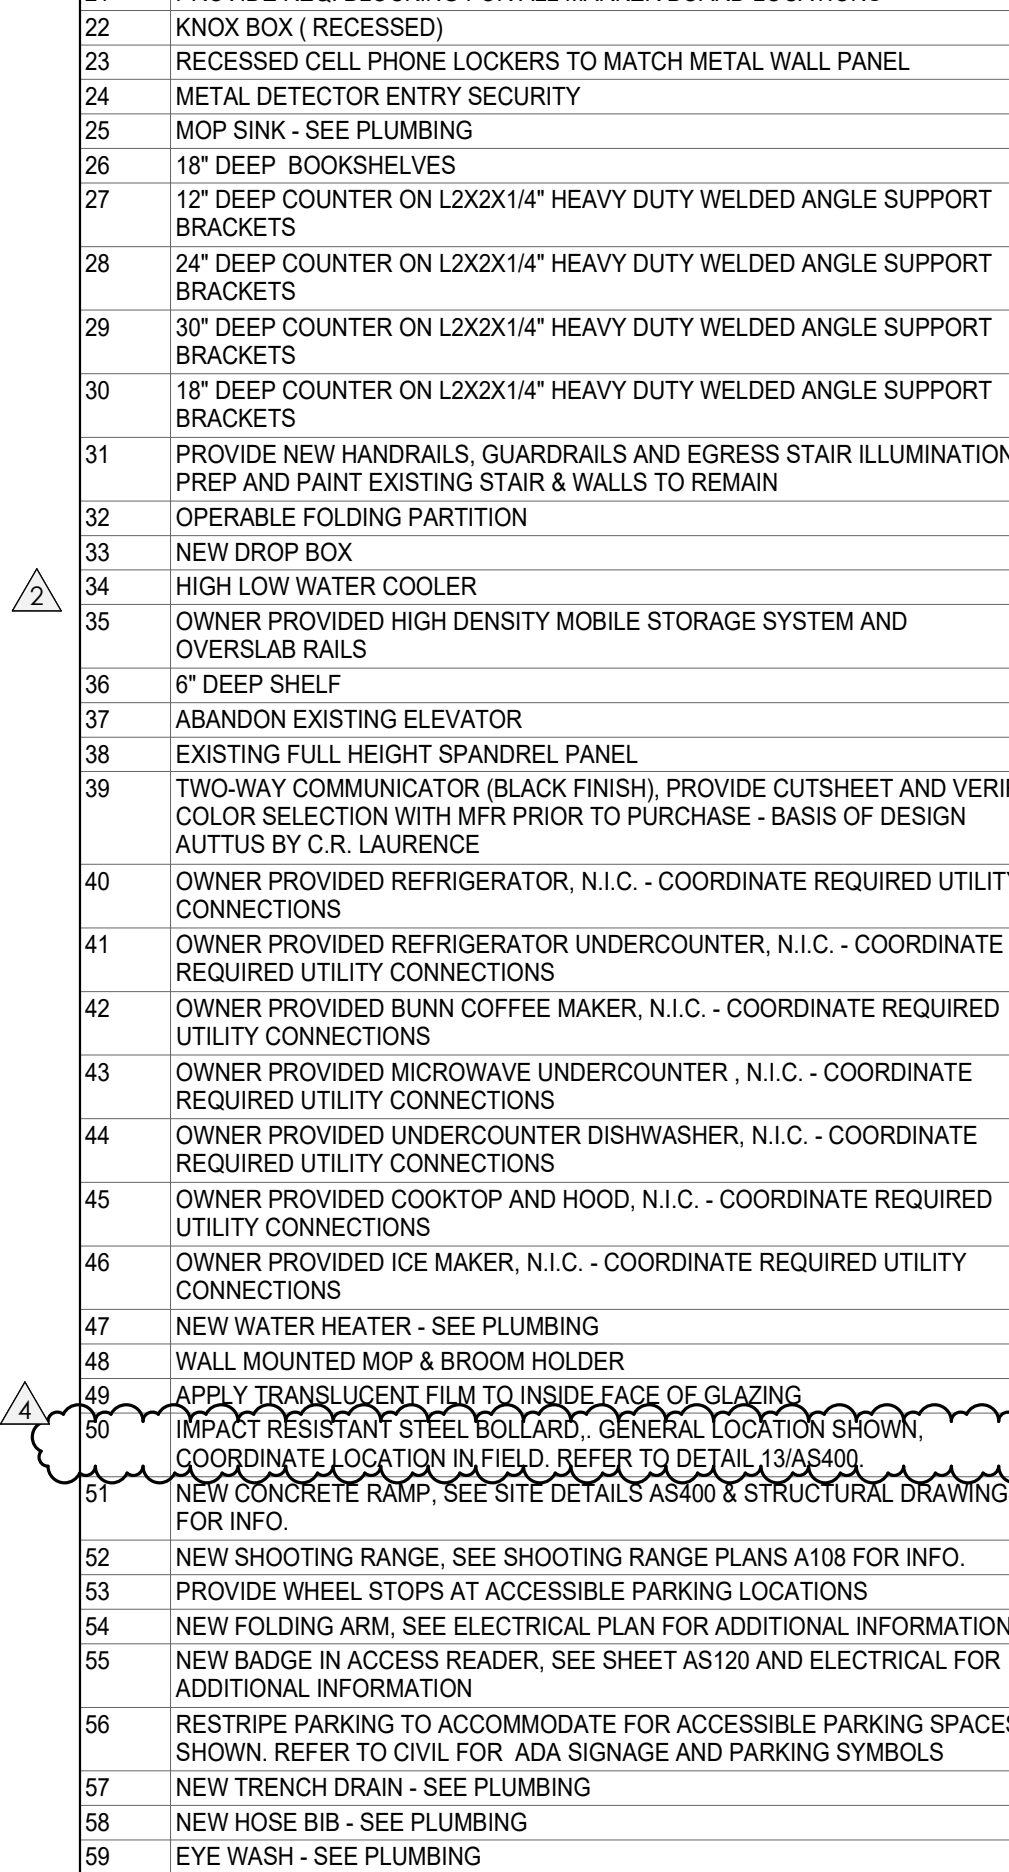 22 KNOX BOX ( RECESSED)
23 RECESSED CELL PHONE LOCKERS TO MATCH METAL WALL PANEL
24 METAL DETECTOR ENTRY SECURITY
25 MOP SINK - SEE PLUMBING
26 18" DEEP BOOKSHELVES
27 12" DEEP COUNTER ON L2X2X1/4" HEAVY DUTY WELDED ANGLE SUPPORT
BRACKETS
28 24" DEEP COUNTER ON L2X2X1/4" HEAVY DUTY WELDED ANGLE SUPPORT
BRACKETS
29 30" DEEP COUNTER ON L2X2X1/4" HEAVY DUTY WELDED ANGLE SUPPORT
BRACKETS
30 18" DEEP COUNTER ON L2X2X1/4" HEAVY DUTY WELDED ANGLE SUPPORT
BRACKETS
31 PROVIDE NEW HANDRAILS, GUARDRAILS AND EGRESS STAIR ILLUMINATION
PREP AND PAINT EXISTING STAIR & WALLS TO REMAIN
32 OPERABLE FOLDING PARTITION
33 NEW DROP BOX
2
34 HIGH LOW WATER COOLER
35 OWNER PROVIDED HIGH DENSITY MOBILE STORAGE SYSTEM AND
OVERSLAB RAILS
36 6" DEEP SHELF
37 ABANDON EXISTING ELEVATOR
38 EXISTING FULL HEIGHT SPANDREL PANEL
39 TWO-WAY COMMUNICATOR (BLACK FINISH), PROVIDE CUTSHEET AND
COLOR SELECTION WITH MFR PRIOR TO PURCHASE - BASIS OF DESIGN
AUTTUS BY C.R. LAURENCE
40 OWNER PROVIDED REFRIGERATOR, N.I.C. - COORDINATE REQUIRED UTILITY
CONNECTIONS
41 OWNER PROVIDED REFRIGERATOR UNDERCOUNTER, N.I.C. - COORDINATE
REQUIRED UTILITY CONNECTIONS
42 OWNER PROVIDED BUNN COFFEE MAKER, N.I.C. - COORDINATE REQUIRED
UTILITY CONNECTIONS
43 OWNER PROVIDED MICROWAVE UNDERCOUNTER , N.I.C. - COORDINATE
REQUIRED UTILITY CONNECTIONS
44 OWNER PROVIDED UNDERCOUNTER DISHWASHER, N.I.C. - COORDINATE
REQUIRED UTILITY CONNECTIONS
45 OWNER PROVIDED COOKTOP AND HOOD, N.I.C. - COORDINATE REQUIRED
UTILITY CONNECTIONS
46 OWNER PROVIDED ICE MAKER, N.I.C. - COORDINATE REQUIRED UTILITY
CONNECTIONS
47 NEW WATER HEATER - SEE PLUMBING
48 WALL MOUNTED MOP & BROOM HOLDER
49 APPLY TRANSLUCENT FILM TO INSIDE FACE OF GLAZING
4
50 IMPACT RESISTANT STEEL BOLLARD,. GENERAL LOCATION SHOWN,
COORDINATE LOCATION IN FIELD. REFER TO DETAIL 13/AS400.
51 NEW CONCRETE RAMP, SEE SITE DETAILS AS400 & STRUCTURAL DRAWING
FOR INFO.
52 NEW SHOOTING RANGE, SEE SHOOTING RANGE PLANS A108 FOR INFO.
53 PROVIDE WHEEL STOPS AT ACCESSIBLE PARKING LOCATIONS
54 NEW FOLDING ARM, SEE ELECTRICAL PLAN FOR ADDITIONAL INFORMATION
55 NEW BADGE IN ACCESS READER, SEE SHEET AS120 AND ELECTRICAL FOR
ADDITIONAL INFORMATION
56 RESTRIPE PARKING TO ACCOMMODATE FOR ACCESSIBLE PARKING SPACES
SHOWN. REFER TO CIVIL FOR ADA SIGNAGE AND PARKING SYMBOLS
57 NEW TRENCH DRAIN - SEE PLUMBING
58 NEW HOSE BIB - SEE PLUMBING
59 EYE WASH - SEE PLUMBING